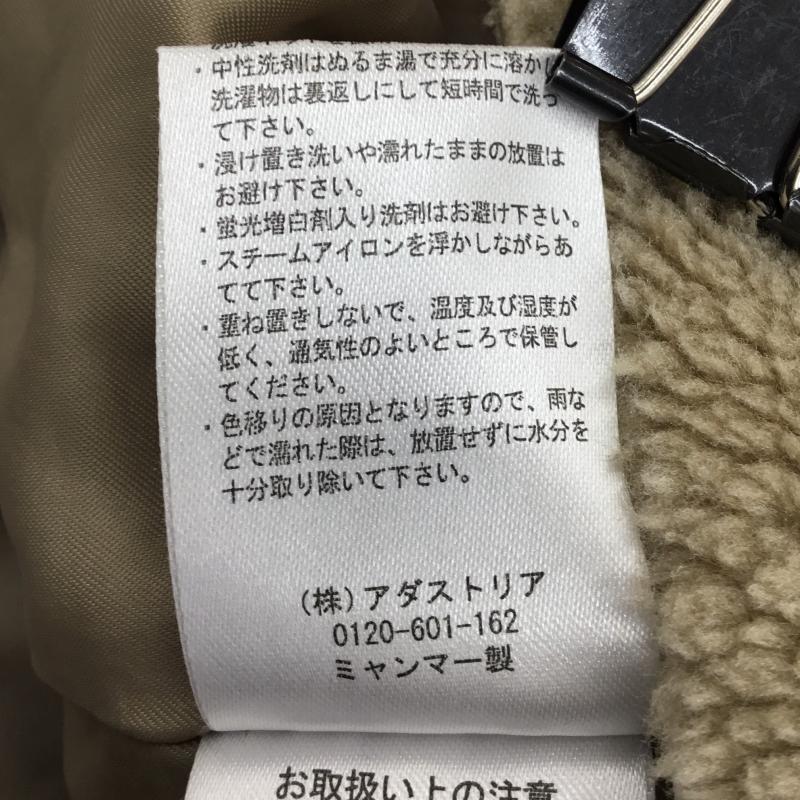 ・中性洗剤はぬるま湯で充分に溶かし
洗濯物は裏返しにして短時間で洗っ
て下さい。
・浸け置き洗いや濡れたままの放置は
お避け下さい。
・蛍光増白剤入り洗剤はお避け下さい。
・スチームアイロンを浮かしながらあ
てて下さい。
・重ね置きしないで、温度及び湿度が
低く、通気性のよいところで保管し
てください。
・色移りの原因となりますので、雨な
どで濡れた際は、放置せずに水分を
十分取り除いて下さい。
(株)アダストリア
0120-601-162
ミャンマー製
お取扱い上の注意